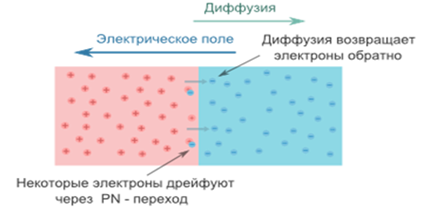 Диффузия
Электрическое поле
Диффузия возвращает
электроны обратно
Некоторые электроны дрейфуют
через PN - переход